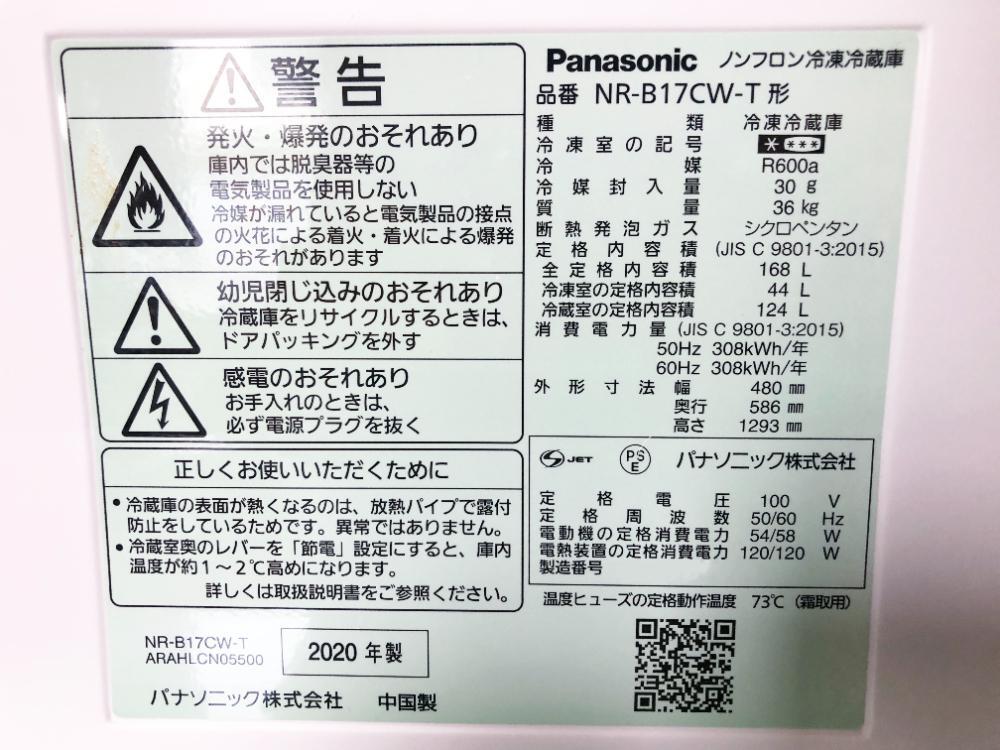 警告
発火・爆発のおそれあり
庫内では脱臭器等の
電気製品を使用しない
冷媒が漏れていると電気製品の接点
の火花による着火・着火による爆発
のおそれがあります
幼児閉じ込みのおそれあり
冷蔵庫をリサイクルするときは、
ドアパッキングを外す
感電のおそれあり
お手入れのときは、
必ず電源プラグを抜く
正しくお使いいただくために
・冷蔵庫の表面が熱くなるのは、放熱パイプで露付
防止をしているためです。異常ではありません。
・冷蔵室奥のレバーを「節電」設定にすると、庫内
温度が約1〜2℃高めになります。
詳しくは取扱説明書をご参照ください。
NR-B17CW-T
ARAHLCN05500
2020 年製
パナソニック株式会社 中国製
Panasonic ノンフロン冷凍冷蔵庫
品番 NR-B17CW-T 形
種類 冷凍冷蔵庫
冷凍室の記号 * ***
冷媒 R600a
冷媒封入量 30 g
質量 36 kg
断熱発泡ガス シクロペンタン
定格内容積 (JIS C 9801-3:2015)
全定格内容積 168 L
冷凍室の定格内容積 44 L
冷蔵室の定格内容積 124 L
消費電力量 (JIS C 9801-3:2015)
50Hz 308kWh/年
60Hz 308kWh/年
外形寸法 幅 480 mm
奥行 586 mm
高さ 1293 mm
JET PS E パナソニック株式会社
定格電圧 100 V
定格周波数 50/60 Hz
電動機の定格消費電力 54/58 W
電熱装置の定格消費電力 120/120 W
製造番号
温度ヒューズの定格動作温度 73℃ (霜取用)